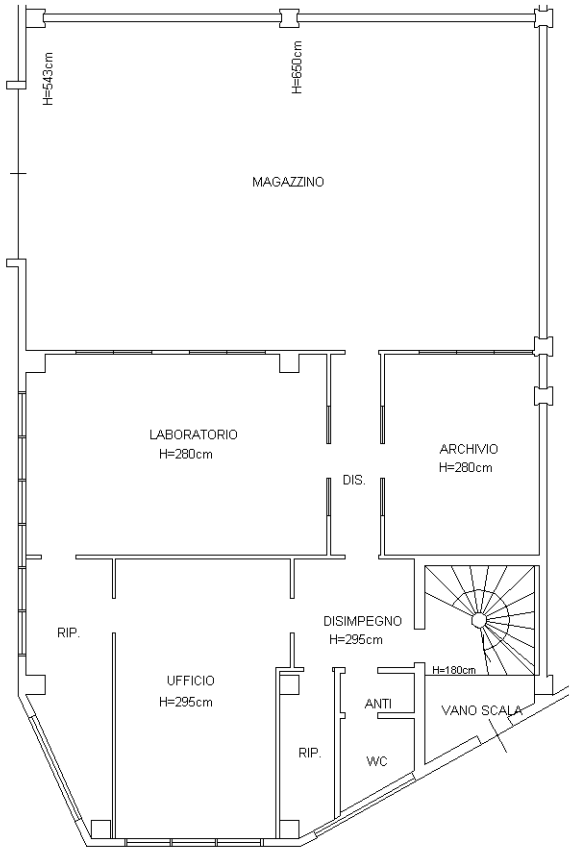 H=543cm
H=650cm
MAGAZZINO
LABORATORIO
H=280cm
ARCHIVIO
H=280cm
DIS.
RIP.
DISIMPEGNO
H=295cm
UFFICIO
H=295cm
H=180cm
ANTI
VANO SCALA
RIP.
WC